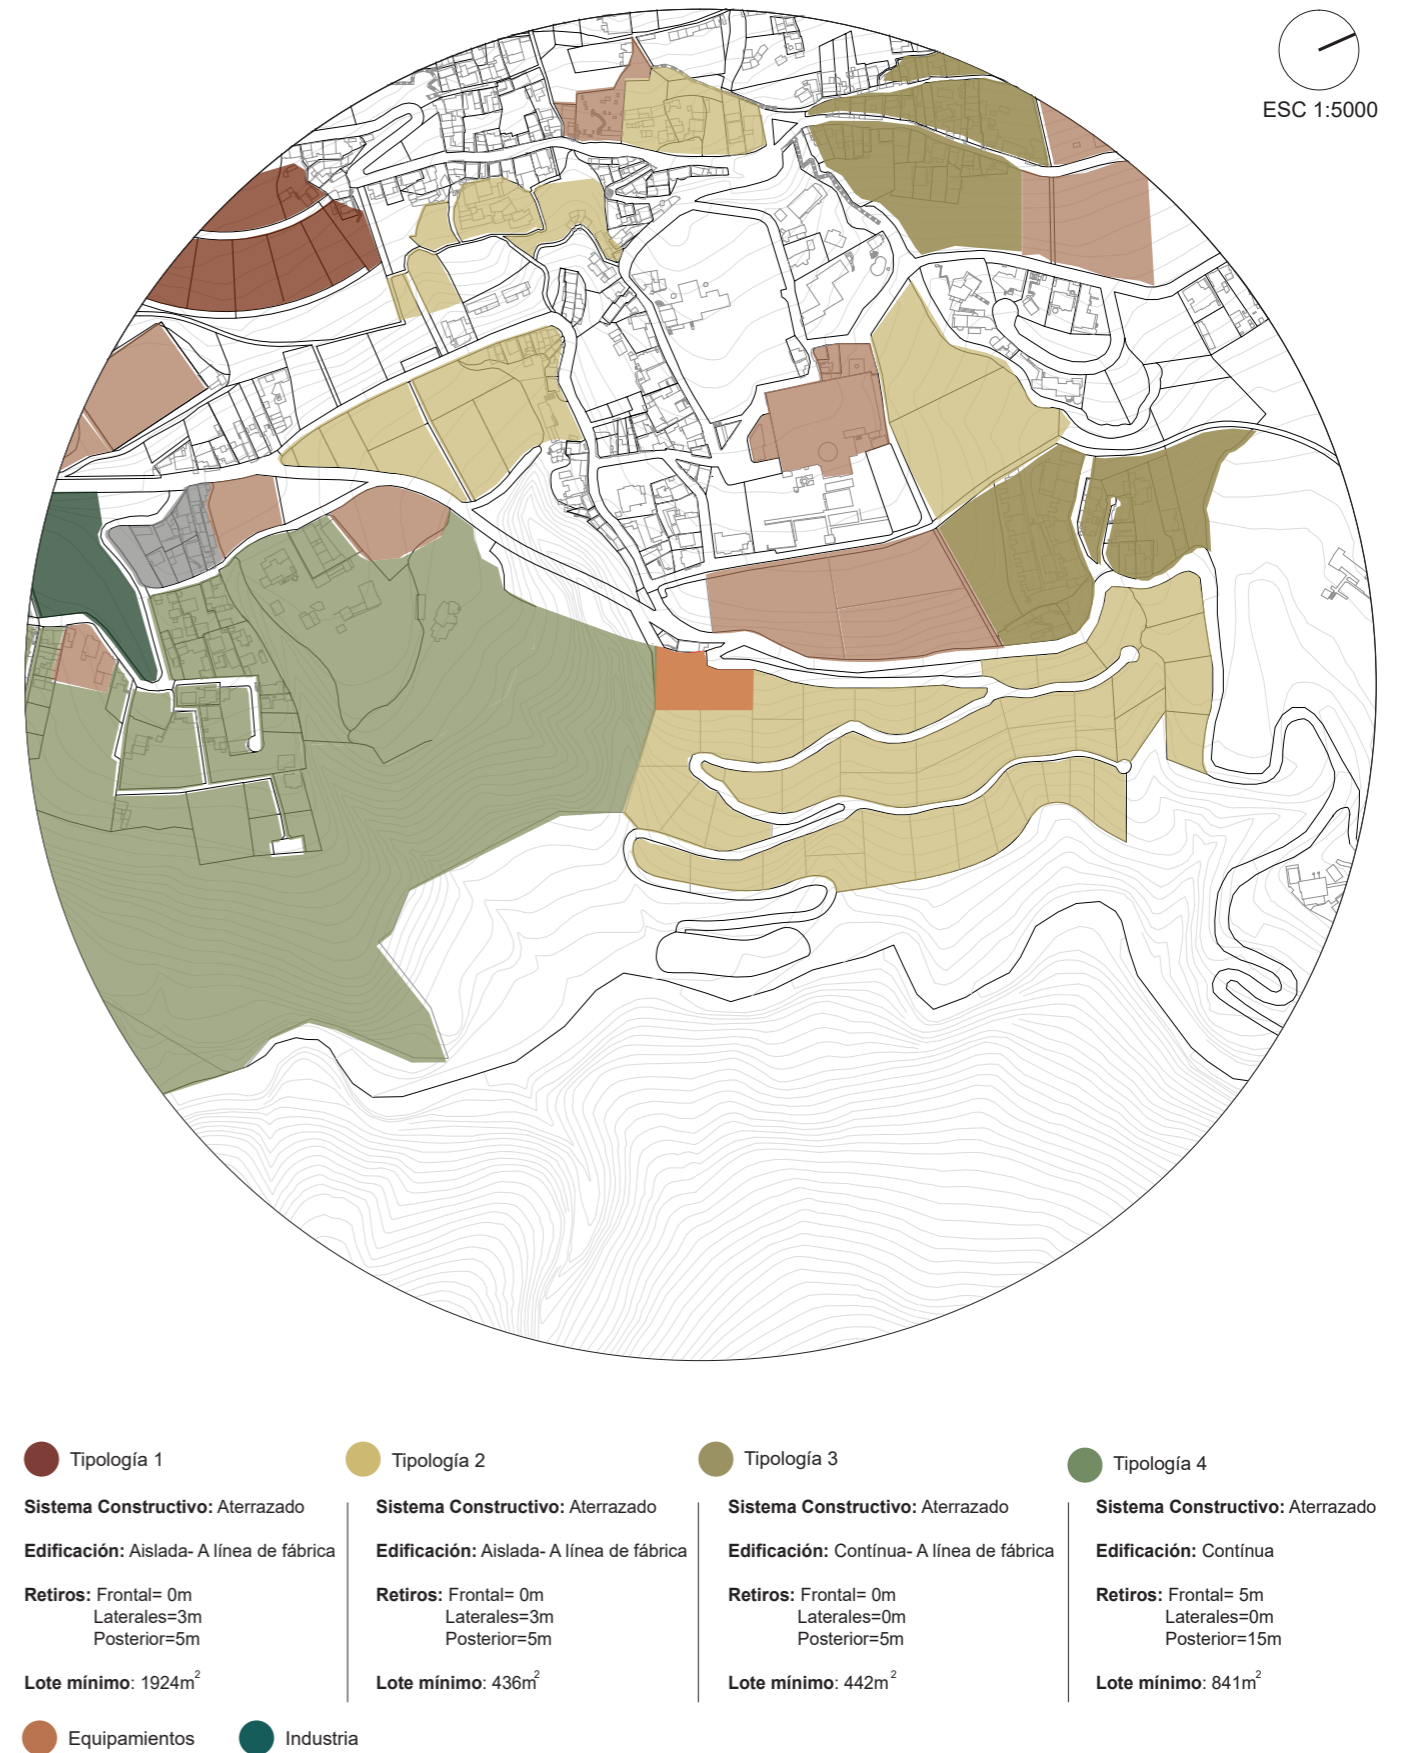 ESC 1:5000
Tipología 1
Sistema Constructivo: Aterrazado
Edificación: Aislada- A línea de fábrica
Retiros: Frontal= 0m
Laterales=3m
Posterior=5m
Lote mínimo: 1924m²
Tipología 2
Sistema Constructivo: Aterrazado
Edificación: Aislada- A línea de fábrica
Retiros: Frontal= 0m
Laterales=3m
Posterior=5m
Lote mínimo: 436m²
Tipología 3
Sistema Constructivo: Aterrazado
Edificación: Contínua- A línea de fábrica
Retiros: Frontal= 0m
Laterales=0m
Posterior=5m
Lote mínimo: 442m²
Tipología 4
Sistema Constructivo: Aterrazado
Edificación: Contínua
Retiros: Frontal= 5m
Laterales=0m
Posterior=15m
Lote mínimo: 841m²
Equipamientos
Industria